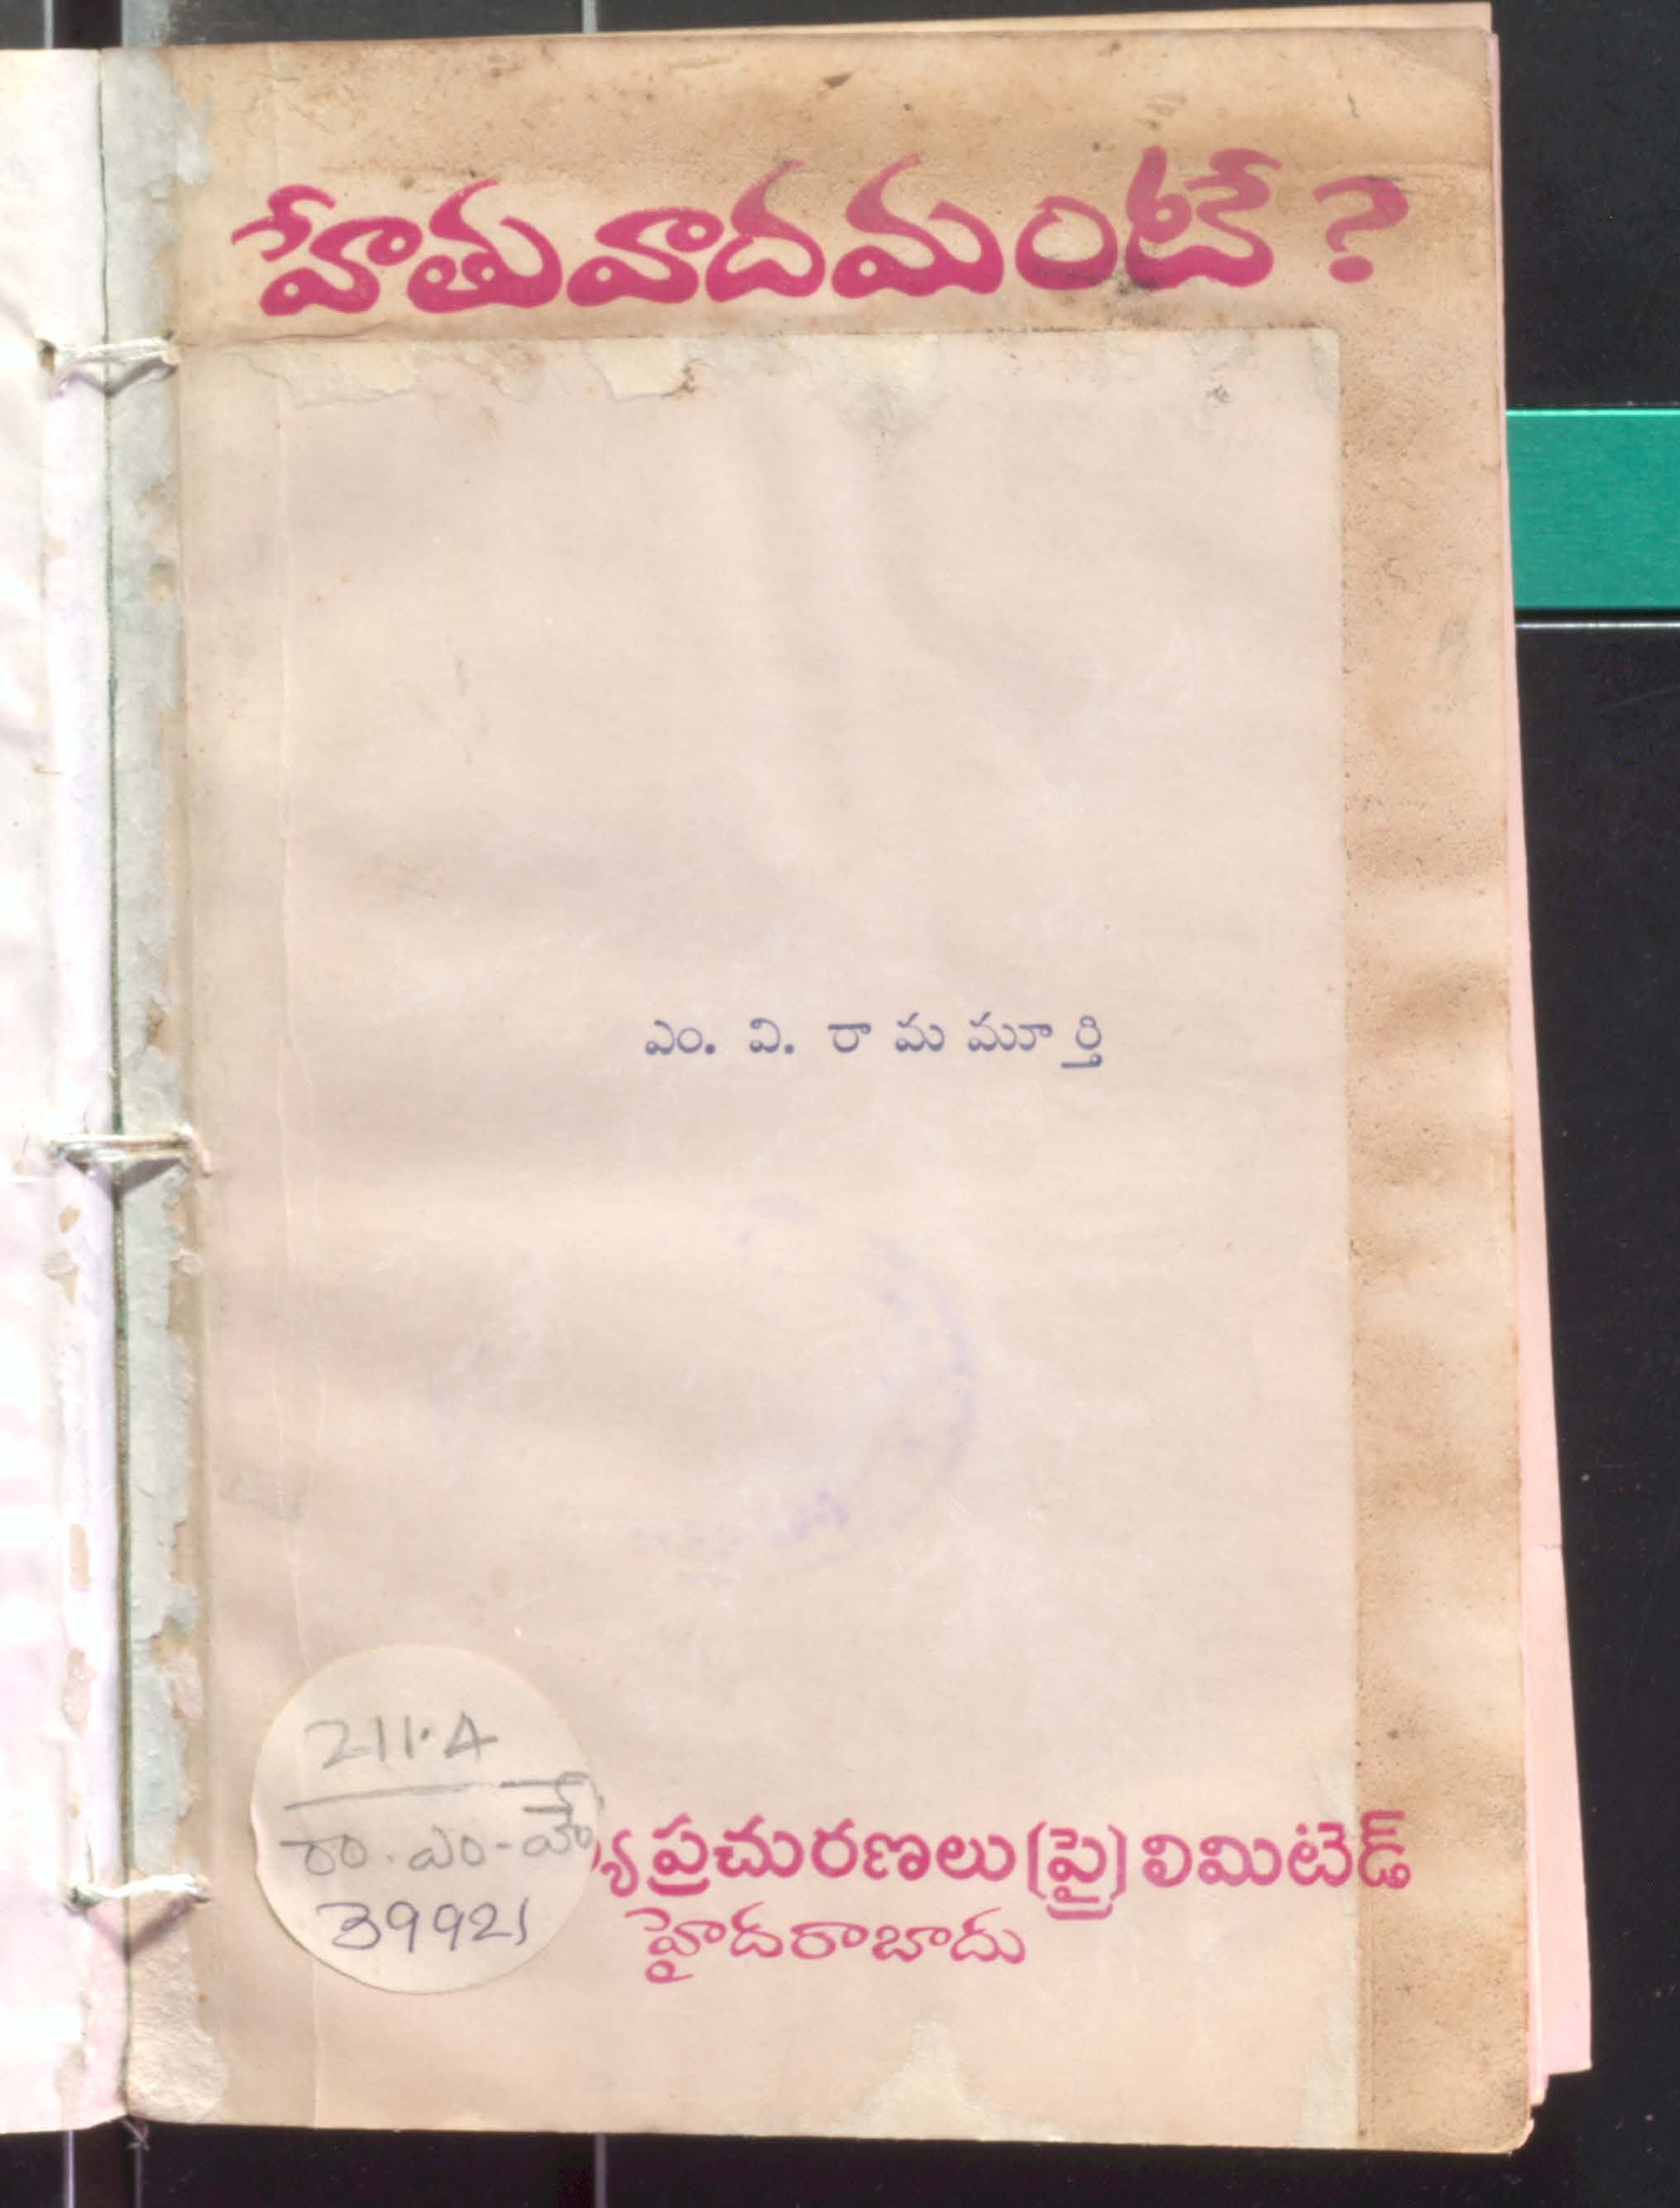 హేతువాదమంటే?
ఎం. వి. రామమూర్తి
211.4
రా.ఎం-హే
39921
ప్రచురణలు (ప్రై) లిమిటెడ్
హైదరాబాదు